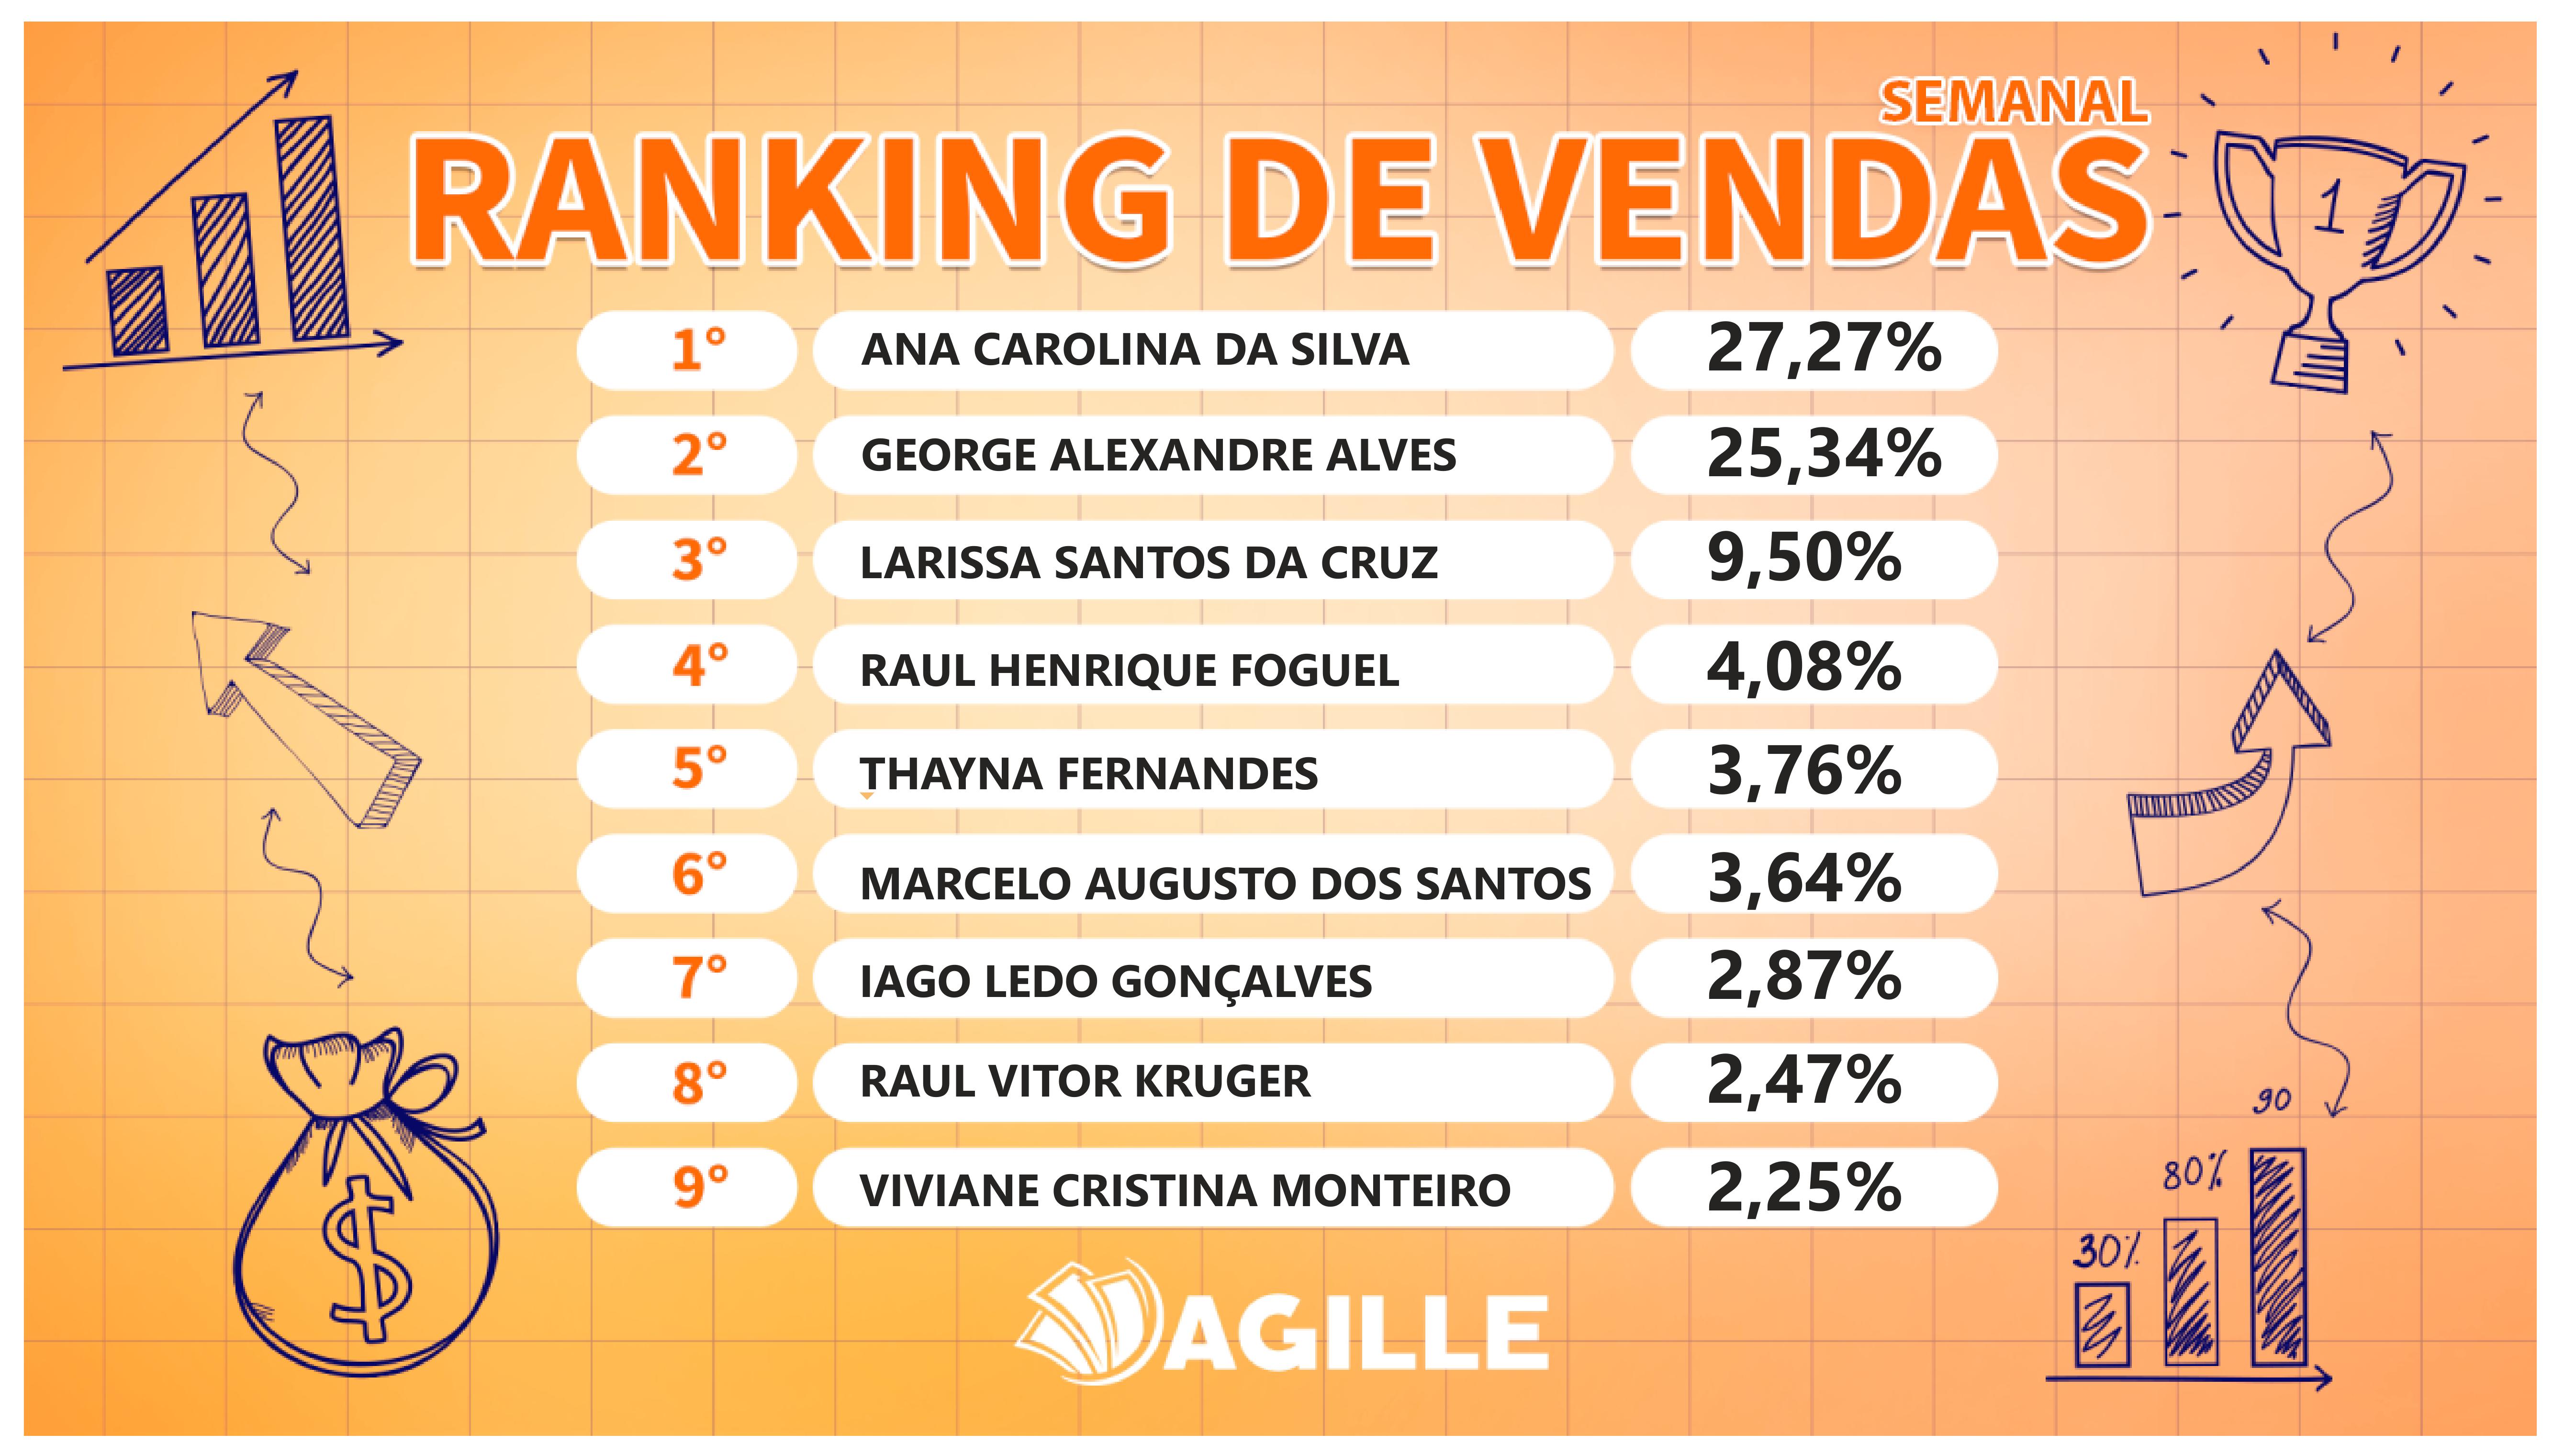 SEMANAL
RANKING DE VENDAS
1
1° ANA CAROLINA DA SILVA 27,27%
2° GEORGE ALEXANDRE ALVES 25,34%
3° LARISSA SANTOS DA CRUZ 9,50%
4° RAUL HENRIQUE FOGUEL 4,08%
5° THAYNA FERNANDES 3,76%
6° MARCELO AUGUSTO DOS SANTOS 3,64%
7° IAGO LEDO GONÇALVES 2,87%
8° RAUL VITOR KRUGER 2,47%
9° VIVIANE CRISTINA MONTEIRO 2,25%
$
90
80%
30%
AGILLE